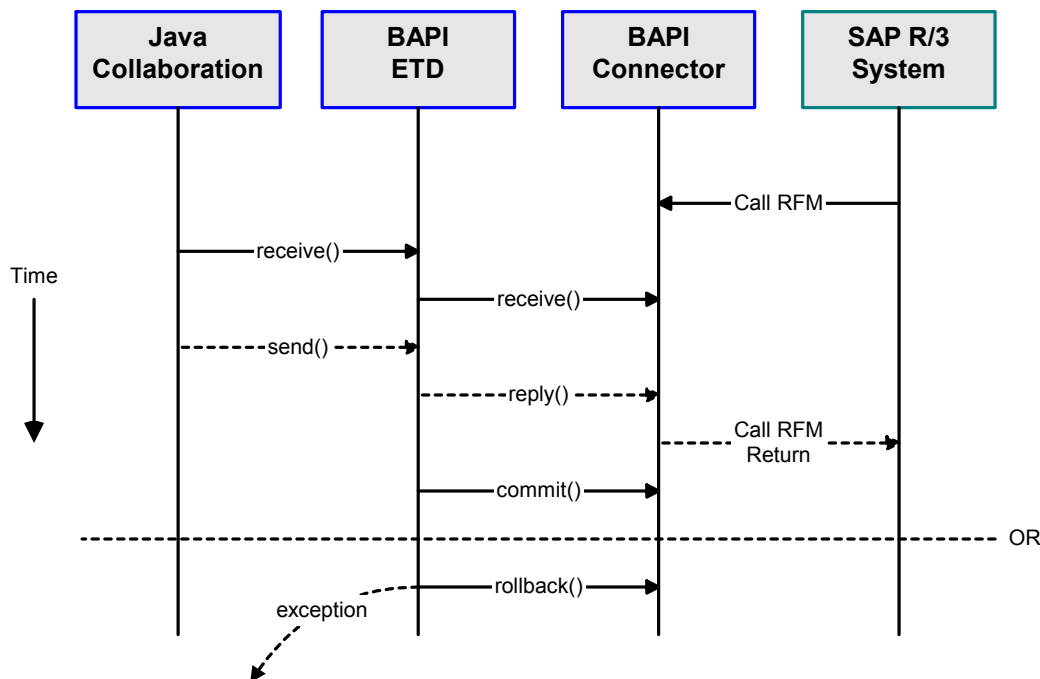 Java
Collaboration
BAPI
ETD
BAPI
Connector
SAP R/3
System
Call RFM
receive()
Time
receive()
send()
reply()
Call RFM
Return
commit()
OR
rollback()
exception